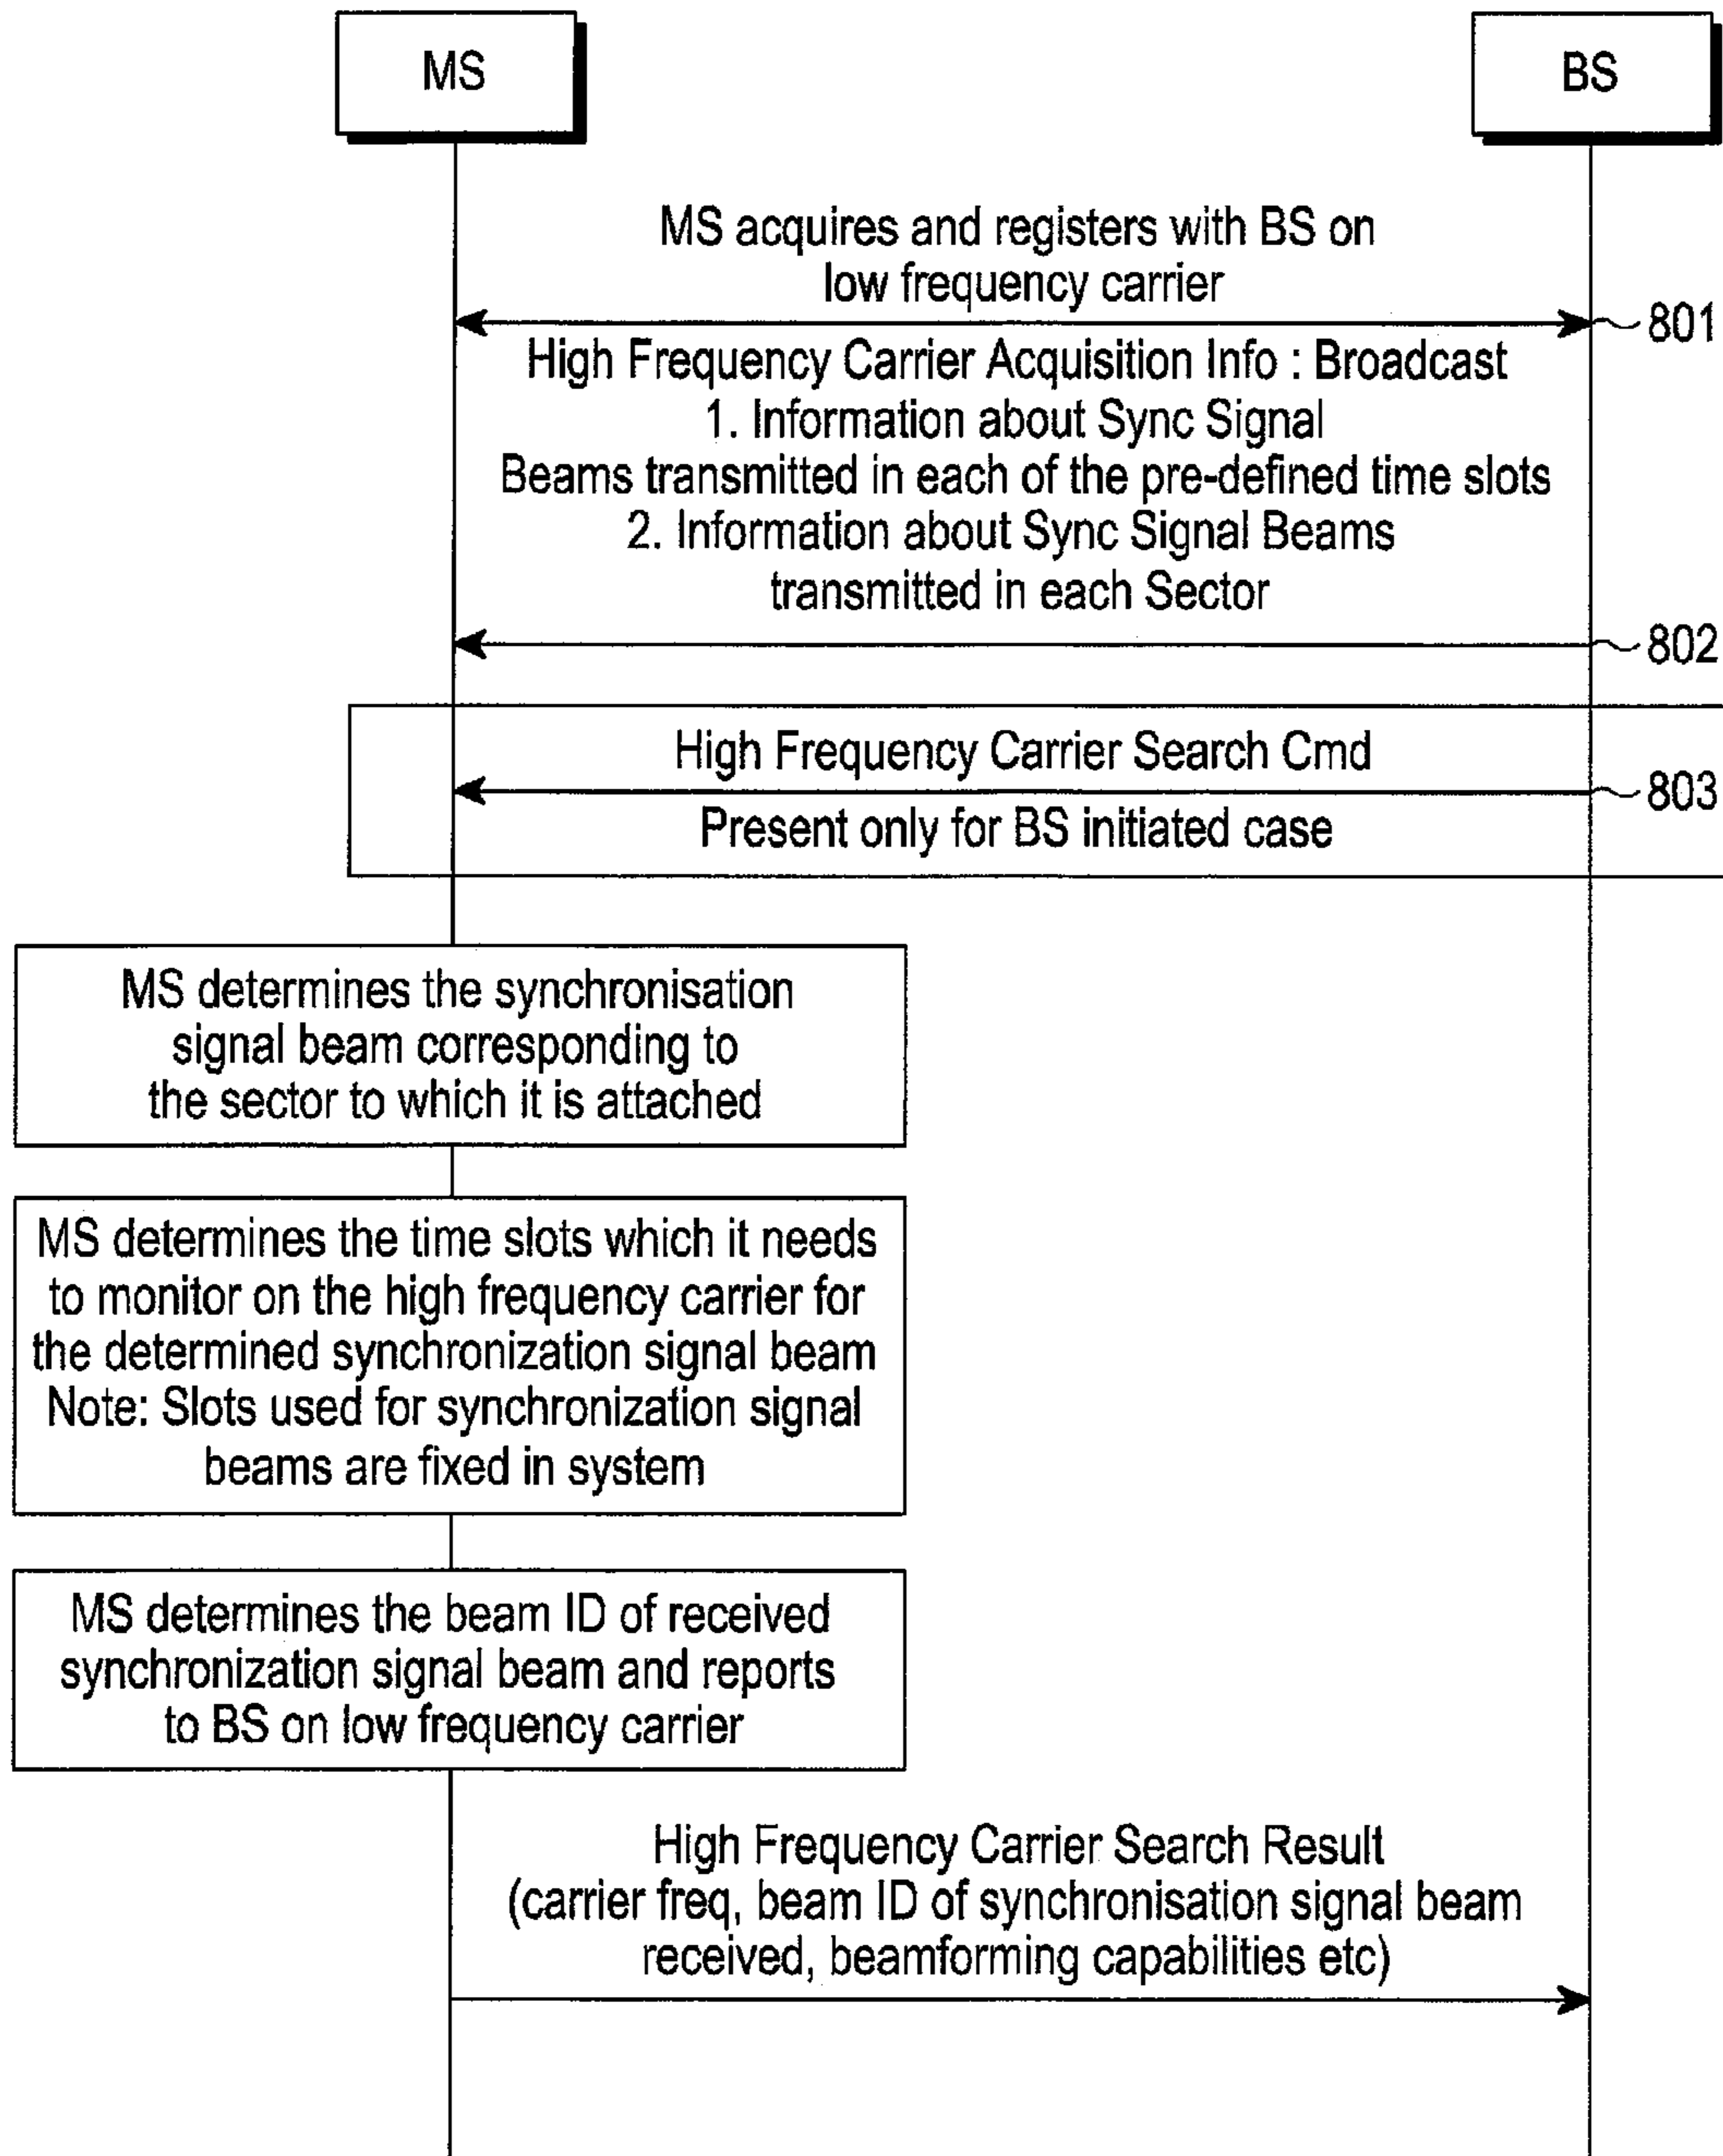 MS
BS
MS acquires and registers with BS on
low frequency carrier
801
High Frequency Carrier Acquisition Info : Broadcast
1. Information about Sync Signal
Beams transmitted in each of the pre-defined time slots
2. Information about Sync Signal Beams
transmitted in each Sector
802
High Frequency Carrier Search Cmd
803
Present only for BS initiated case
MS determines the synchronisation
signal beam corresponding to
the sector to which it is attached
MS determines the time slots which it needs
to monitor on the high frequency carrier for
the determined synchronization signal beam
Note: Slots used for synchronization signal
beams are fixed in system
MS determines the beam ID of received
synchronization signal beam and reports
to BS on low frequency carrier
High Frequency Carrier Search Result
(carrier freq, beam ID of synchronisation signal beam
received, beamforming capabilities etc)